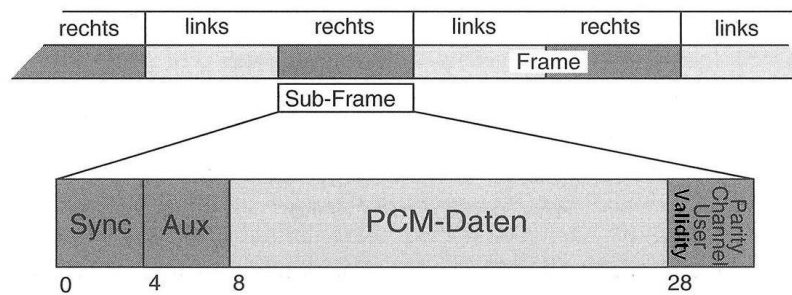 rechts links rechts links rechts links
Frame
Sub-Frame
Sync Aux PCM-Daten Validity User Channel Parity
0 4 8 28